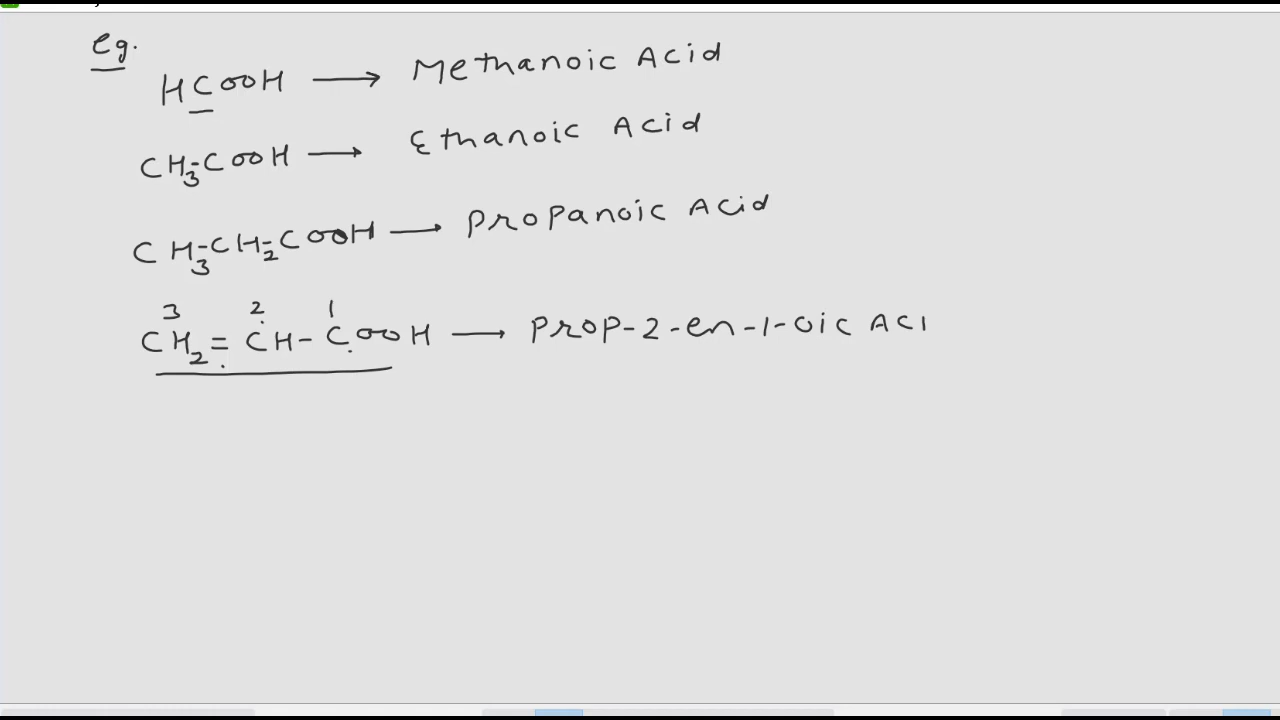 eg.
HCOOH → Methanoic Acid
CH₃-COOH → Ethanoic Acid
CH₃-CH₂-COOH → Propanoic Acid
3 2 1
CH₂=CH-COOH → Prop-2-en-1-oic Aci